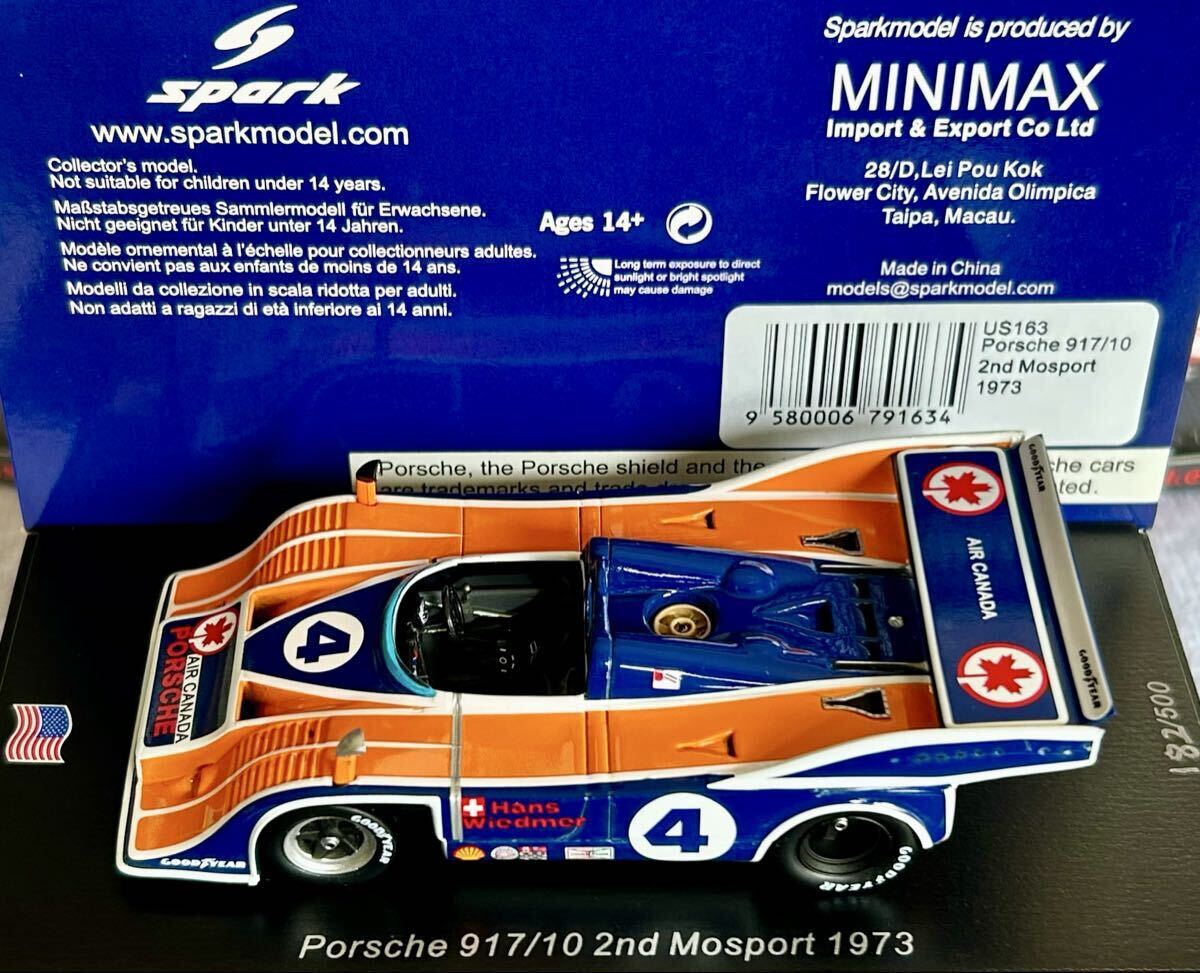 spark
www.sparkmodel.com
Collector's model.
Not suitable for children under 14 years.
Maßstabsgetreues Sammlermodell für Erwachsene.
Nicht geeignet für Kinder unter 14 Jahren.
Modèle ornemental à l'échelle pour collectionneurs adultes.
Ne convient pas aux enfants de moins de 14 ans.
Modelli da collezione in scala ridotta per adulti.
Non adatti a ragazzi di età inferiore ai 14 anni.
Ages 14+
Long term exposure to direct
sunlight or bright spotlight
may cause damage
Sparkmodel is produced by
MINIMAX
Import & Export Co Ltd
28/D,Lei Pou Kok
Flower City, Avenida Olimpica
Taipa, Macau.
Made in China
models@sparkmodel.com
US163
Porsche 917/10
2nd Mosport
1973
9 580006 791634
Porsche, the Porsche shield and the
are trademarks and trade
che cars
ted.
GOODYEAR
AIR CANADA
GOODYEAR
4
AIR CANADA
PORSCHE
Hans
Wiedmer
4
GOODYEAR
GOODYEAR
GOODYEAR
182/500
Porsche 917/10 2nd Mosport 1973